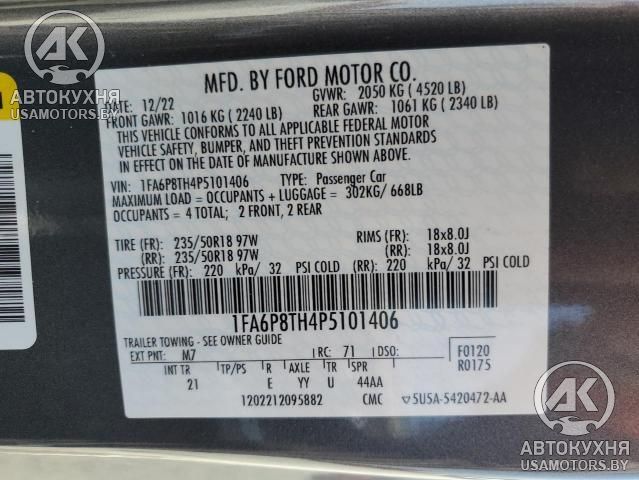 АВТОКУХНЯ
USAMOTORS.BY
АВТОКУХНЯ
USAMOTORS.BY
MFD. BY FORD MOTOR CO.
12/22 GVWR: 2050 KG ( 4520 LB)
FRONT GAWR: 1016 KG ( 2240 LB) REAR GAWR: 1061 KG ( 2340 LB)
THIS VEHICLE CONFORMS TO ALL APPLICABLE FEDERAL MOTOR
VEHICLE SAFETY, BUMPER, AND THEFT PREVENTION STANDARDS
IN EFFECT ON THE DATE OF MANUFACTURE SHOWN ABOVE.
VIN: 1FA6P8TH4P5101406 TYPE: Passenger Car
MAXIMUM LOAD = OCCUPANTS + LUGGAGE = 302KG/ 668LB
OCCUPANTS = 4 TOTAL; 2 FRONT, 2 REAR
TIRE (FR): 235/50R18 97W RIMS (FR): 18x8.0J
(RR): 235/50R18 97W (RR): 18x8.0J
PRESSURE (FR): 220 kPa/ 32 PSI COLD (RR): 220 kPa/ 32 PSI COLD
1FA6P8TH4P5101406
TRAILER TOWING - SEE OWNER GUIDE
EXT PNT: M7 RC: 71 DSO: F0120
INT TR TP/PS R AXLE TR SPR R0175
21 E YY U 44AA
1202212095882 CMC 5U5A-5420472-AA
АВТОКУХНЯ
USAMOTORS.BY
АВТОКУХНЯ
USAMOTORS.BY